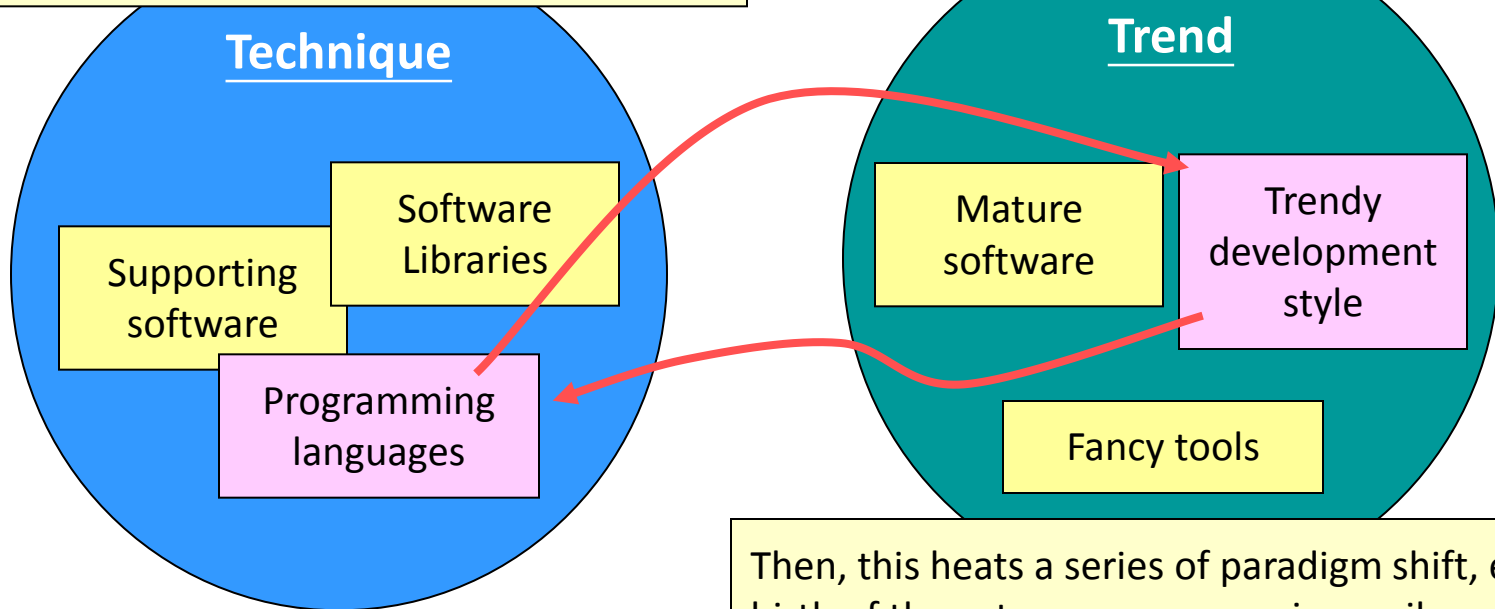 Technique
Software
Libraries
Supporting
software
Programming
languages
Trend
Mature
software
Trendy
development
style
Fancy tools
Then, this heats a series of paradigm shift,